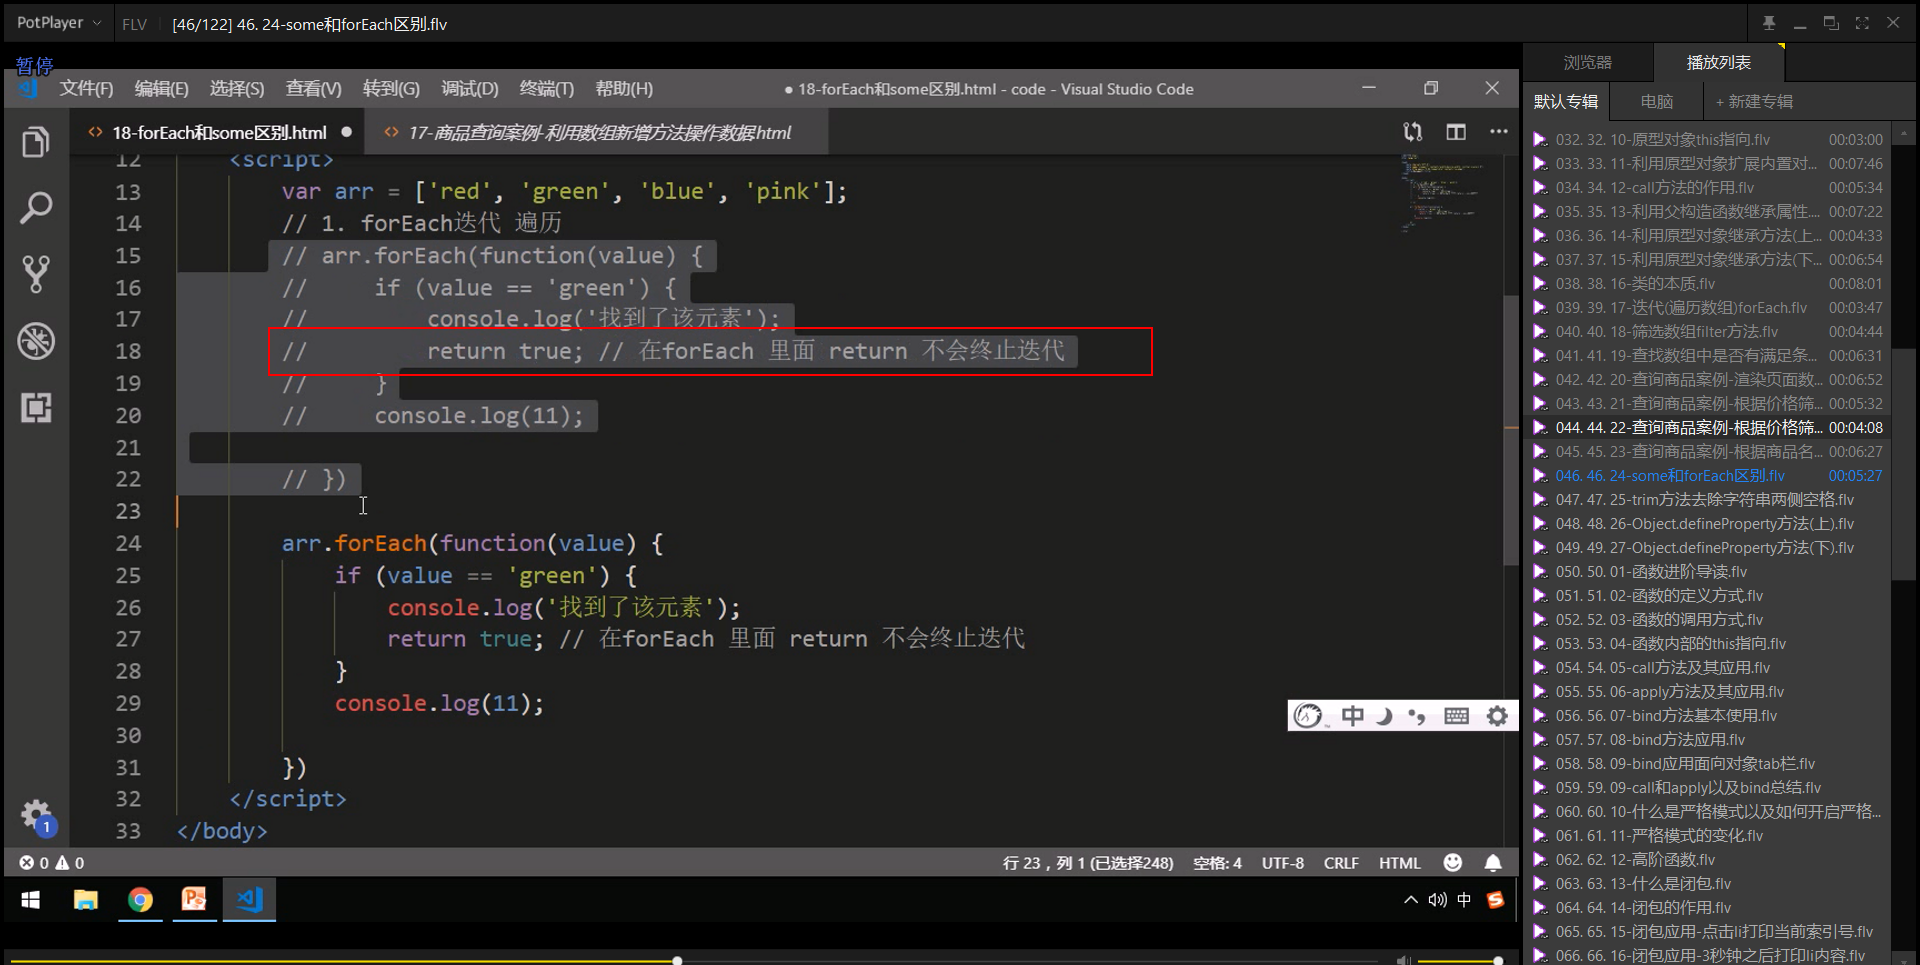 PotPlayer FLV [46/122] 46. 24-some和forEach区别.flv
暂停
文件(F) 编辑(E) 选择(S) 查看(V) 转到(G) 调试(D) 终端(T) 帮助(H) ● 18-forEach和some区别.html - code - Visual Studio Code
<> 18-forEach和some区别.html ● <> 17-商品查询案例-利用数组新增方法操作数据.html
12 <script>
13 var arr = ['red', 'green', 'blue', 'pink'];
14 // 1. forEach迭代 遍历
15 // arr.forEach(function(value) {
16 // if (value == 'green') {
17 // console.log('找到了该元素');
18 // return true; // 在forEach 里面 return 不会终止迭代
19 // }
20 // console.log(11);
21
22 // })
23
24 arr.forEach(function(value) {
25 if (value == 'green') {
26 console.log('找到了该元素');
27 return true; // 在forEach 里面 return 不会终止迭代
28 }
29 console.log(11);
30
31 })
32 </script>
33 </body>
中
1
0 0 行 23，列 1 (已选择248) 空格: 4 UTF-8 CRLF HTML
中
浏览器 播放列表
默认专辑 电脑 + 新建专辑
032. 32. 10-原型对象this指向.flv 00:03:00
033. 33. 11-利用原型对象扩展内置对... 00:07:46
034. 34. 12-call方法的作用.flv 00:05:34
035. 35. 13-利用父构造函数继承属性.... 00:07:22
036. 36. 14-利用原型对象继承方法(上... 00:04:33
037. 37. 15-利用原型对象继承方法(下... 00:06:54
038. 38. 16-类的本质.flv 00:08:01
039. 39. 17-迭代(遍历数组)forEach.flv 00:03:47
040. 40. 18-筛选数组filter方法.flv 00:04:44
041. 41. 19-查找数组中是否有满足条... 00:06:31
042. 42. 20-查询商品案例-渲染页面数... 00:06:52
043. 43. 21-查询商品案例-根据价格筛... 00:05:32
044. 44. 22-查询商品案例-根据价格筛... 00:04:08
045. 45. 23-查询商品案例-根据商品名... 00:06:27
046. 46. 24-some和forEach区别.flv 00:05:27
047. 47. 25-trim方法去除字符串两侧空格.flv
048. 48. 26-Object.defineProperty方法(上).flv
049. 49. 27-Object.defineProperty方法(下).flv
050. 50. 01-函数进阶导读.flv
051. 51. 02-函数的定义方式.flv
052. 52. 03-函数的调用方式.flv
053. 53. 04-函数内部的this指向.flv
054. 54. 05-call方法及其应用.flv
055. 55. 06-apply方法及其应用.flv
056. 56. 07-bind方法基本使用.flv
057. 57. 08-bind方法应用.flv
058. 58. 09-bind应用面向对象tab栏.flv
059. 59. 09-call和apply以及bind总结.flv
060. 60. 10-什么是严格模式以及如何开启严格...
061. 61. 11-严格模式的变化.flv
062. 62. 12-高阶函数.flv
063. 63. 13-什么是闭包.flv
064. 64. 14-闭包的作用.flv
065. 65. 15-闭包应用-点击li打印当前索引号.flv
066. 66. 16-闭包应用-3秒钟之后打印li内容.flv